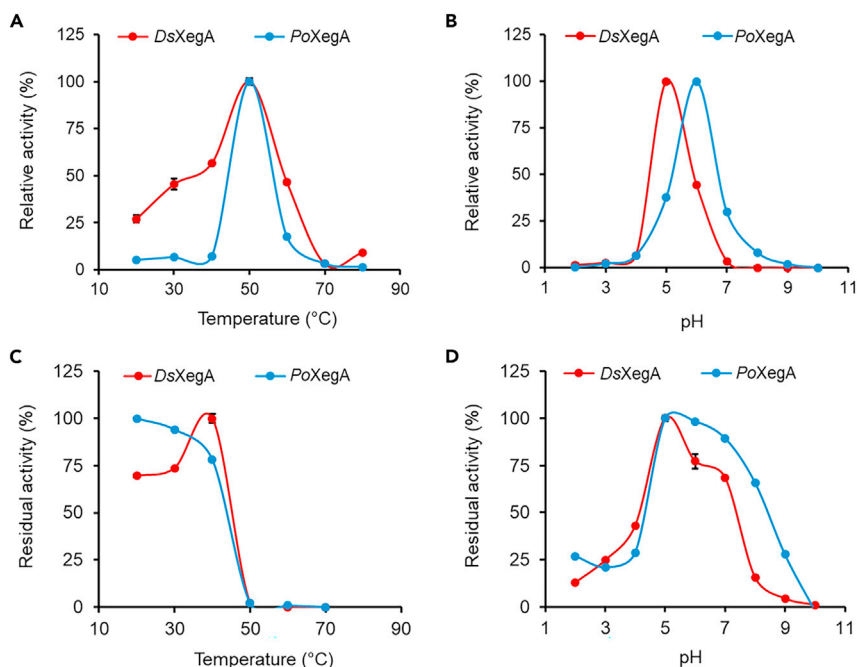 A
DsXegA PoXegA
Relative activity (%)
125
100
75
50
25
0
10 30 50 70 90
Temperature (°C)
B
DsXegA PoXegA
Relative activity (%)
125
100
75
50
25
0
1 3 5 7 9 11
pH
C
DsXegA PoXegA
Residual activity (%)
125
100
75
50
25
0
10 30 50 70 90
Temperature (°C)
D
DsXegA PoXegA
Residual activity (%)
125
100
75
50
25
0
1 3 5 7 9 11
pH